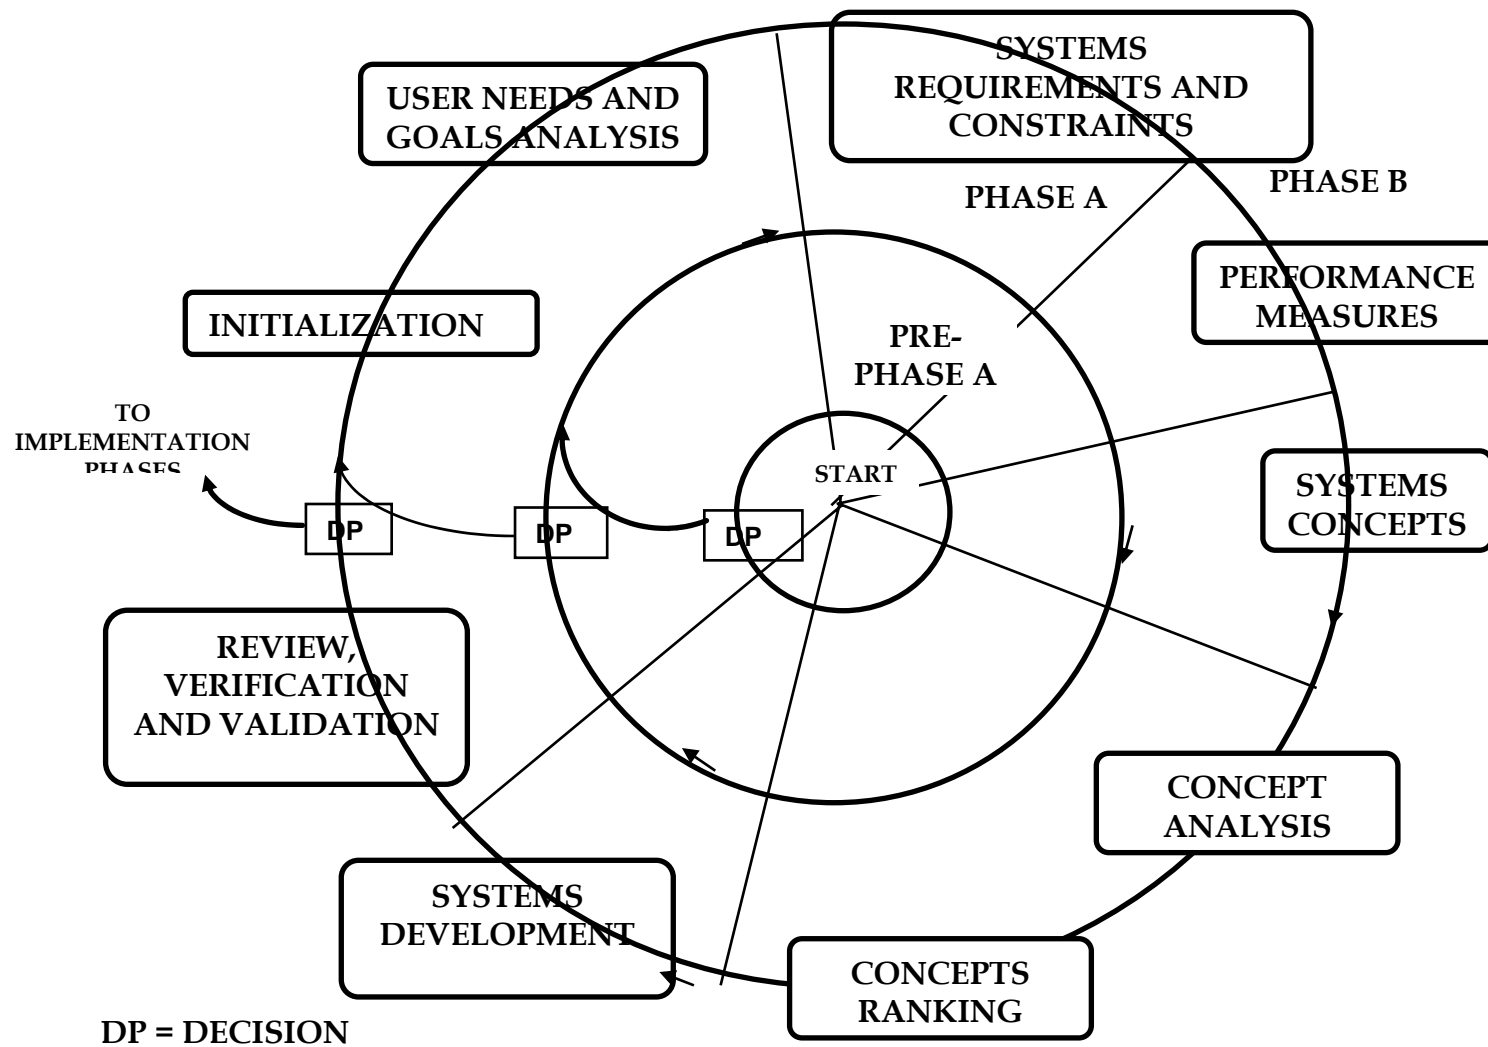 SYSTEMS
REQUIREMENTS AND
CONSTRAINTS
USER NEEDS AND
GOALS ANALYSIS
PHASE A
PHASE B
PERFORMANCE
MEASURES
INITIALIZATION
PRE-
PHASE A
TO
IMPLEMENTATION
PHASES
START
SYSTEMS
CONCEPTS
DP
DP
DP
REVIEW,
VERIFICATION
AND VALIDATION
CONCEPT
ANALYSIS
SYSTEMS
DEVELOPMENT
CONCEPTS
RANKING
DP = DECISION